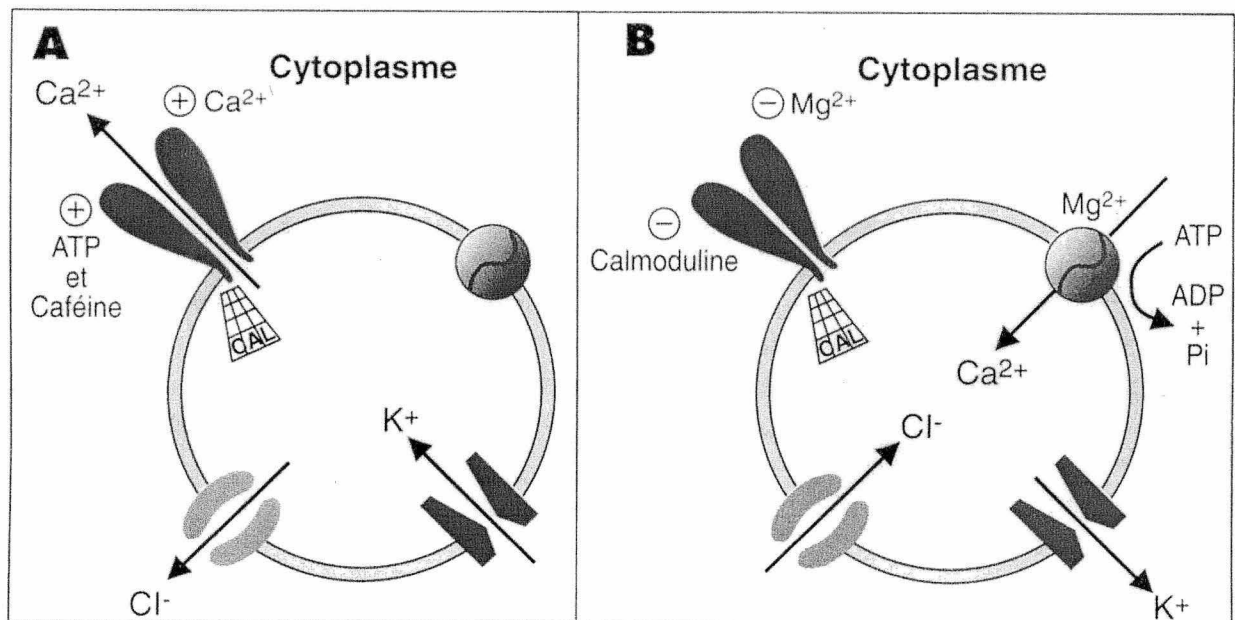 A
Cytoplasme
Ca²⁺
⊕ Ca²⁺
⊕
ATP
et
Caféine
CAL
K⁺
Cl⁻
B
Cytoplasme
⊖ Mg²⁺
⊖
Calmoduline
CAL
Mg²⁺
ATP
ADP
+
Pi
Ca²⁺
Cl⁻
K⁺